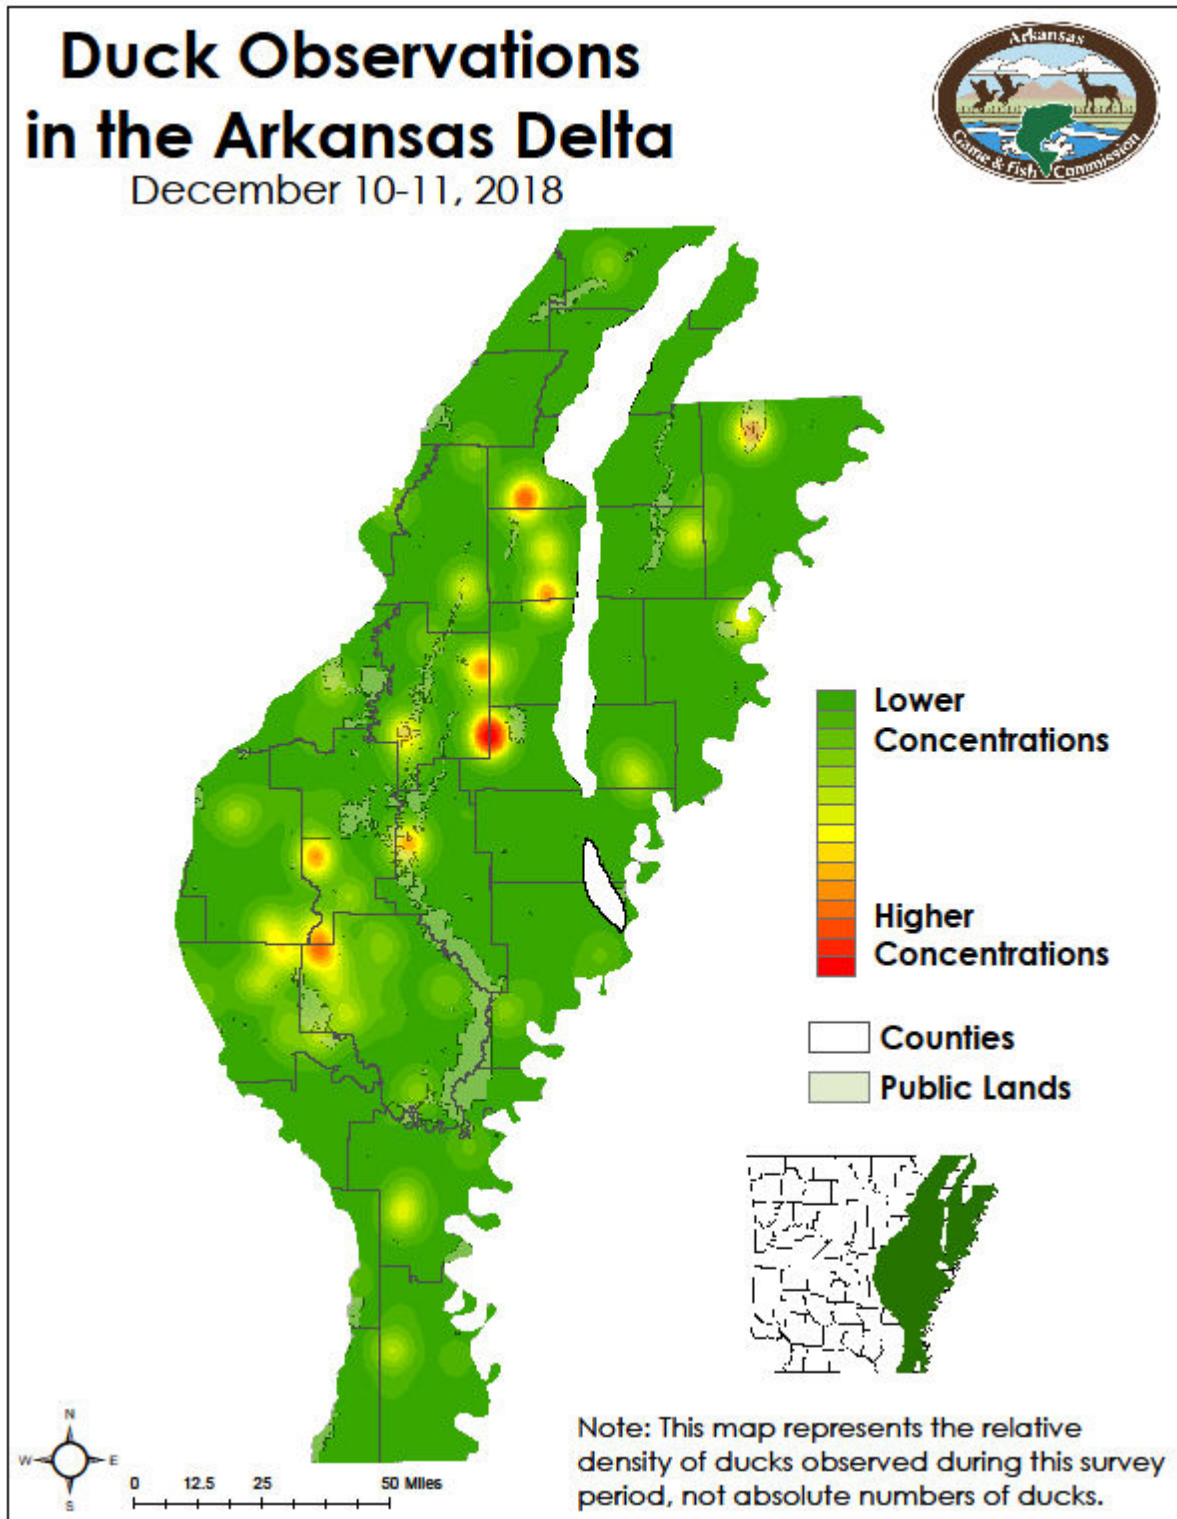 Duck Observations
in the Arkansas Delta
December 10-11, 2018
Arkansas
Game & Fish Commission
Lower
Concentrations
Higher
Concentrations
Counties
Public Lands
N
W E
S
0 12.5 25 50 Miles
Note: This map represents the relative
density of ducks observed during this survey
period, not absolute numbers of ducks.